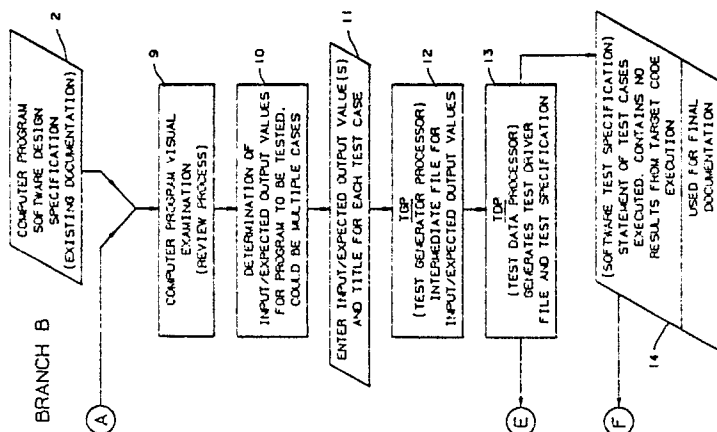 BRANCH B
COMPUTER PROGRAM
SOFTWARE DESIGN
SPECIFICATION
(EXISTING DOCUMENTATION)
2
A
COMPUTER PROGRAM VISUAL
EXAMINATION
(REVIEW PROCESS)
9
DETERMINATION OF
INPUT/EXPECTED OUTPUT VALUES
FOR PROGRAM TO BE TESTED.
COULD BE MULTIPLE CASES
10
ENTER INPUT/EXPECTED OUTPUT VALUE(S)
AND TITLE FOR EACH TEST CASE
11
TGP
(TEST GENERATOR PROCESSOR)
INTERMEDIATE FILE FOR
INPUT/EXPECTED OUTPUT VALUES
12
TDP
(TEST DATA PROCESSOR)
GENERATES TEST DRIVER
FILE AND TEST SPECIFICATION
13
E
(SOFTWARE TEST SPECIFICATION)
STATEMENT OF TEST CASES
EXECUTED. CONTAINS NO
RESULTS FROM TARGET CODE
EXECUTION
USED FOR FINAL
DOCUMENTATION
14
F